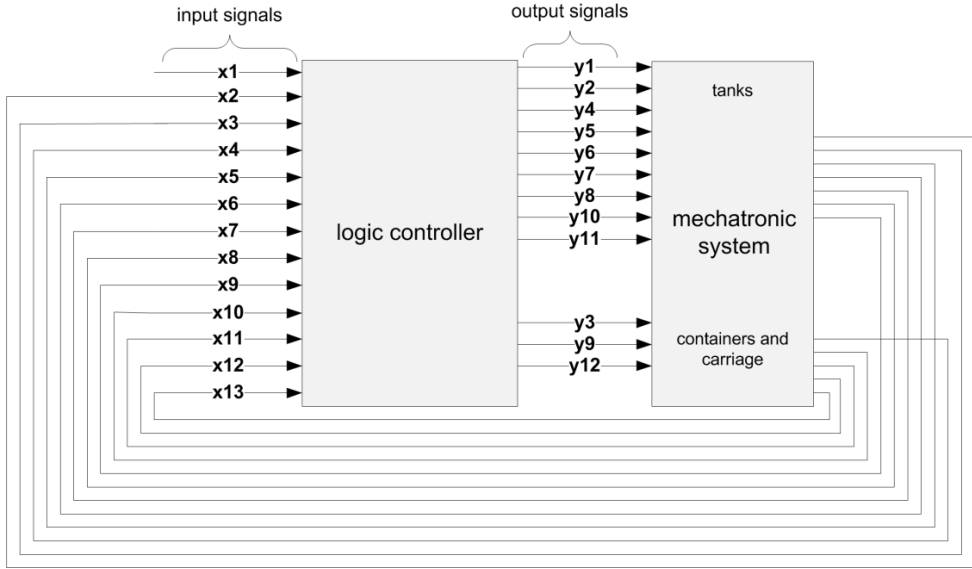 input signals
output signals
x1
x2
x3
x4
x5
x6
x7
x8
x9
x10
x11
x12
x13
logic controller
y1
y2
y4
y5
y6
y7
y8
y10
y11
y3
y9
y12
tanks
mechatronic
system
containers and
carriage